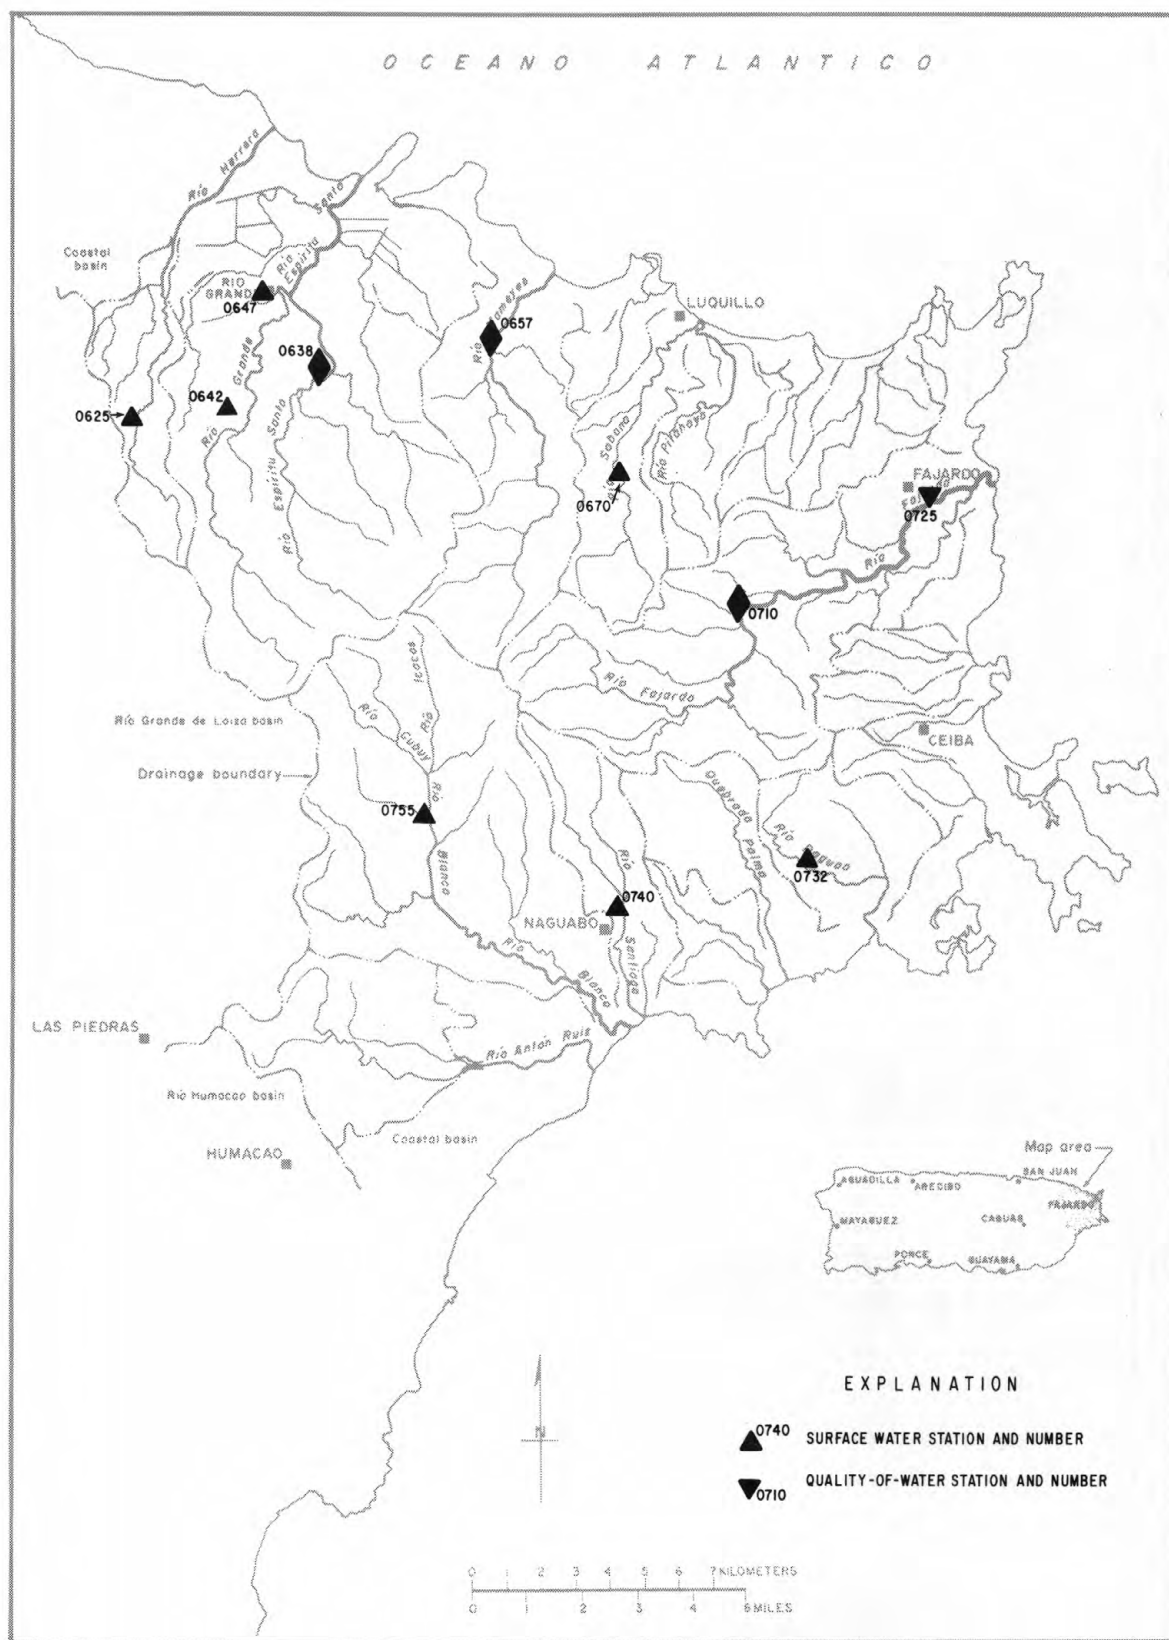 OCEANO ATLANTICO
Río Herrera
Santo
Río Espíritu
Coastal
basin
RIO
GRANDE
0647
Río Grande
0638
0642
0625
Río Espíritu Santo
Río Mameyes
0657
LUQUILLO
Sabana
Río Pitahaya
0670
FAJARDO
0725
Río
0710
Río Fajardo
Icacos
Río
Río Cubuy
Río Grande de Loíza basin
Drainage boundary
CEIBA
0755
Río
Blanco
Quebrada Palma
Río Daguao
0732
Río
0740
NAGUABO
Santiago
Río
Blanco
LAS PIEDRAS
Río Antón Ruíz
Río Humacao basin
Coastal basin
HUMACAO
Map area
SAN JUAN
AGUADILLA
ARECIBO
FAJARDO
MAYAGUEZ
CAGUAS
PONCE
GUAYAMA
EXPLANATION
0740 SURFACE WATER STATION AND NUMBER
0710 QUALITY-OF-WATER STATION AND NUMBER
N
0 1 2 3 4 5 6 7 KILOMETERS
0 1 2 3 4 5 MILES